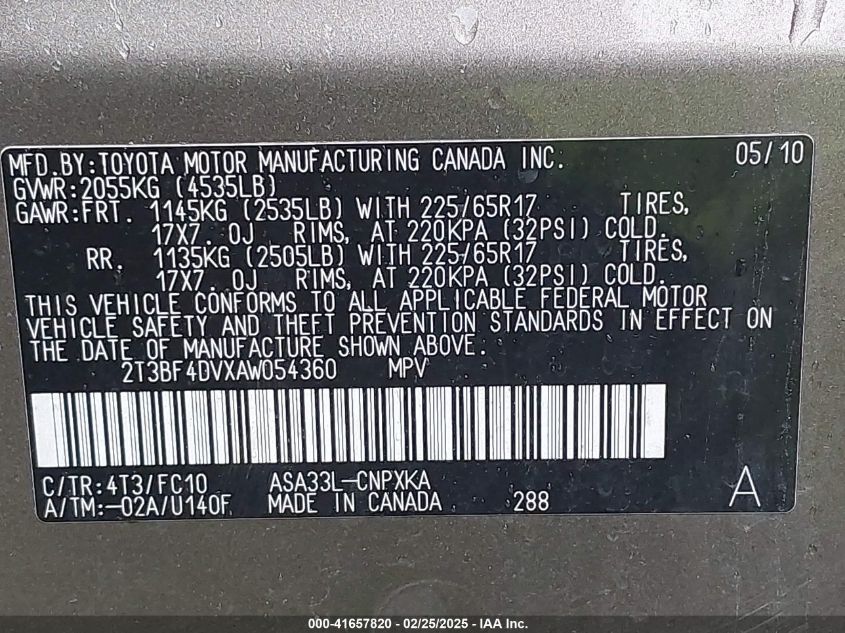 MFD.BY:TOYOTA MOTOR MANUFACTURING CANADA INC. 05/10
GVWR:2055KG (4535LB)
GAWR:FRT. 1145KG (2535LB) WITH 225/65R17 TIRES,
17X7.0J RIMS, AT 220KPA (32PSI) COLD.
RR. 1135KG (2505LB) WITH 225/65R17 TIRES,
17X7.0J RIMS, AT 220KPA (32PSI) COLD.
THIS VEHICLE CONFORMS TO ALL APPLICABLE FEDERAL MOTOR
VEHICLE SAFETY AND THEFT PREVENTION STANDARDS IN EFFECT ON
THE DATE OF MANUFACTURE SHOWN ABOVE.
2T3BF4DVXAW054360 MPV
C/TR:4T3/FC10 ASA33L-CNPXKA
A/TM:-02A/U140F MADE IN CANADA 288 A
000-41657820 - 02/25/2025 - IAA Inc.